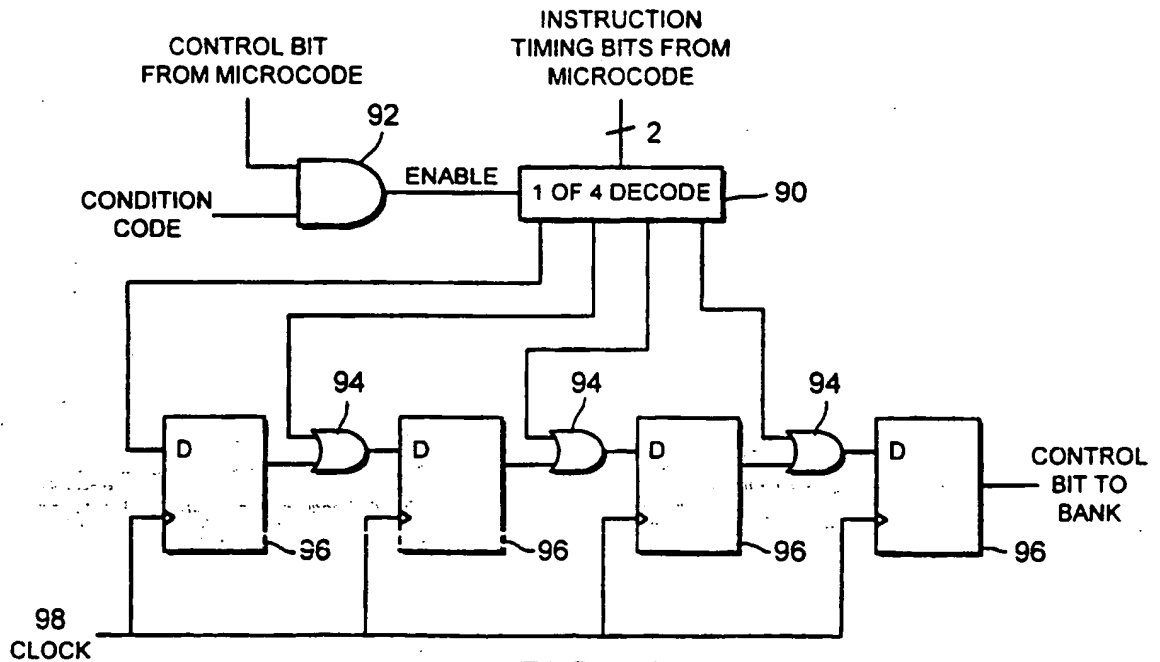 INSTRUCTION
TIMING BITS FROM
MICROCODE
CONTROL BIT
FROM MICROCODE
92
2
ENABLE
1 OF 4 DECODE
90
CONDITION
CODE
94
94
94
D
D
D
D
CONTROL
BIT TO
BANK
96
96
96
96
98
CLOCK